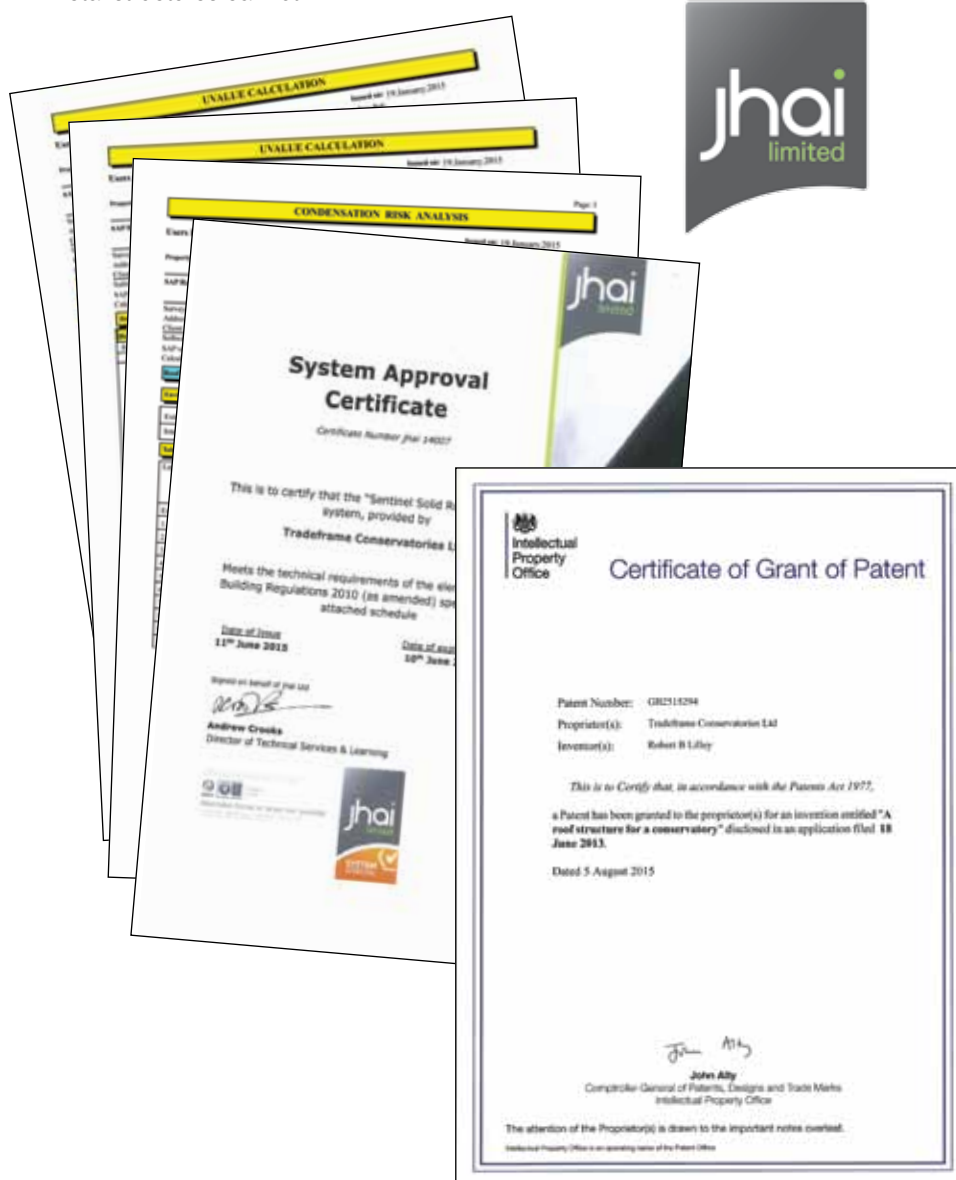 jhai
limited
UVALUE CALCULATION
Issued on: 19 January 2015
UVALUE CALCULATION
Issued on: 19 January 2015
Users
Page: 1
CONDENSATION RISK ANALYSIS
Issued on: 19 January 2015
Users
jhai
limited
System Approval
Certificate
Certificate Number jhai 14007
This is to certify that the "Sentinel Solid R
system, provided by
Tradeframe Conservatories L
Meets the technical requirements of the
Building Regulations 2010 (as amended)
attached schedule
Date of Issue
11th June 2015
Date of
10th June
Signed on behalf of jhai Ltd
Andrew Crooks
Director of Technical Services & Learning
jhai
limited
SYSTEM
Intellectual
Property
Office
Certificate of Grant of Patent
Patent Number: GB2515294
Proprietor(s): Tradeframe Conservatories Ltd
Inventor(s): Robert B Lilley
This is to Certify that, in accordance with the Patents Act 1977,
a Patent has been granted to the proprietor(s) for an invention entitled "A
roof structure for a conservatory" disclosed in an application filed 18
June 2013.
Dated 5 August 2015
John Alty
Comptroller-General of Patents, Designs and Trade Marks
Intellectual Property Office
The attention of the Proprietor(s) is drawn to the important notes overleaf.
Intellectual Property Office is an operating name of the Patent Office